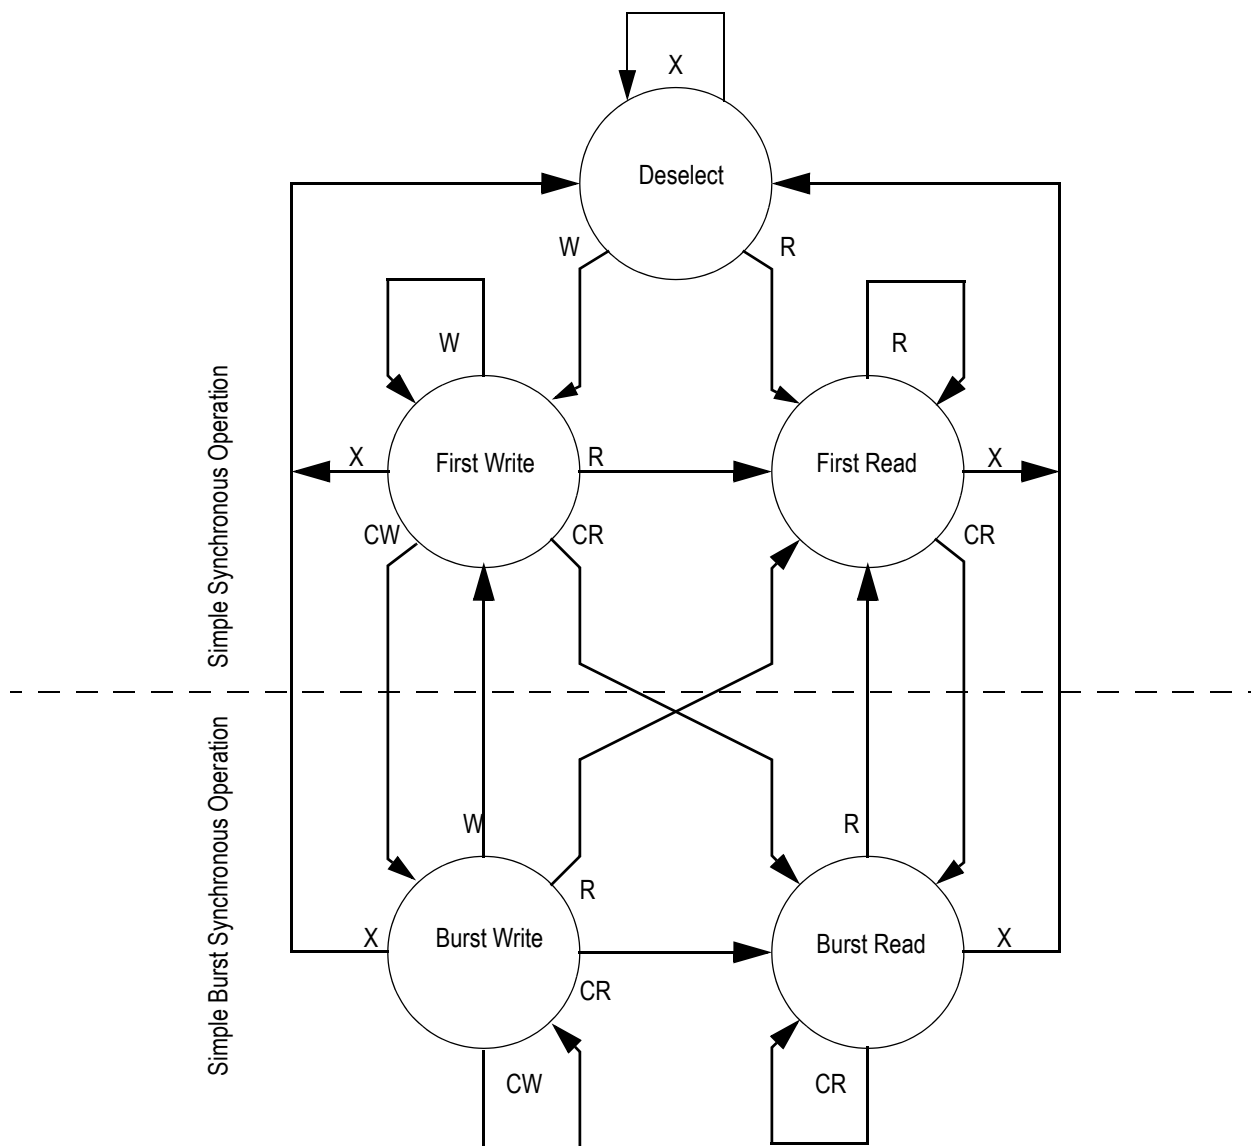 X
Deselect
W
R
W
R
Simple Synchronous Operation
First Write
First Read
X
R
X
CW
CR
CR
Simple Burst Synchronous Operation
W
R
R
X
Burst Write
Burst Read
X
CR
CW
CR